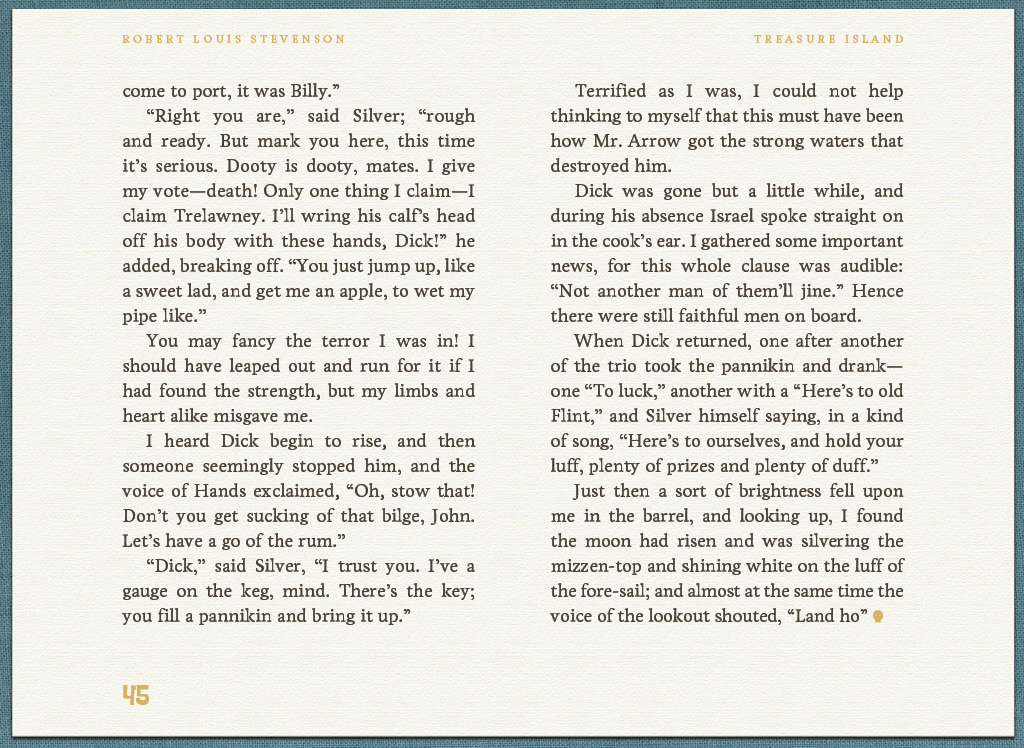 ROBERT LOUIS STEVENSON
TREASURE ISLAND
come to port, it was Billy.”
“Right you are,” said Silver; “rough
and ready. But mark you here, this time
it’s serious. Dooty is dooty, mates. I give
my vote—death! Only one thing I claim—I
claim Trelawney. I’ll wring his calf’s head
off his body with these hands, Dick!” he
added, breaking off. “You just jump up, like
a sweet lad, and get me an apple, to wet my
pipe like.”
You may fancy the terror I was in! I
should have leaped out and run for it if I
had found the strength, but my limbs and
heart alike misgave me.
I heard Dick begin to rise, and then
someone seemingly stopped him, and the
voice of Hands exclaimed, “Oh, stow that!
Don’t you get sucking of that bilge, John.
Let’s have a go of the rum.”
“Dick,” said Silver, “I trust you. I’ve a
gauge on the keg, mind. There’s the key;
you fill a pannikin and bring it up.”
Terrified as I was, I could not help
thinking to myself that this must have been
how Mr. Arrow got the strong waters that
destroyed him.
Dick was gone but a little while, and
during his absence Israel spoke straight on
in the cook’s ear. I gathered some important
news, for this whole clause was audible:
“Not another man of them’ll jine.” Hence
there were still faithful men on board.
When Dick returned, one after another
of the trio took the pannikin and drank—
one “To luck,” another with a “Here’s to old
Flint,” and Silver himself saying, in a kind
of song, “Here’s to ourselves, and hold your
luff, plenty of prizes and plenty of duff.”
Just then a sort of brightness fell upon
me in the barrel, and looking up, I found
the moon had risen and was silvering the
mizzen-top and shining white on the luff of
the fore-sail; and almost at the same time the
voice of the lookout shouted, “Land ho”
45